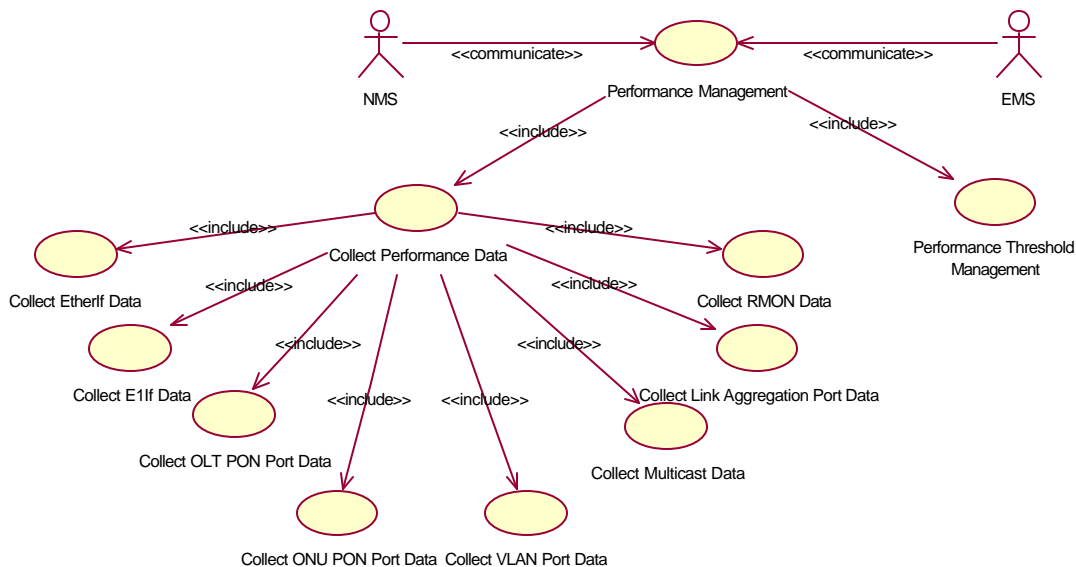 <<communicate>>
<<communicate>>
NMS
Performance Management
EMS
<<include>>
<<include>>
<<include>>
<<include>>
Collect Performance Data
Performance Threshold
Management
Collect EtherIf Data
<<include>>
<<include>>
Collect RMON Data
<<include>>
<<include>>
Collect E1If Data
Collect Link Aggregation Port Data
<<include>>
<<include>>
Collect OLT PON Port Data
Collect Multicast Data
Collect ONU PON Port Data
Collect VLAN Port Data